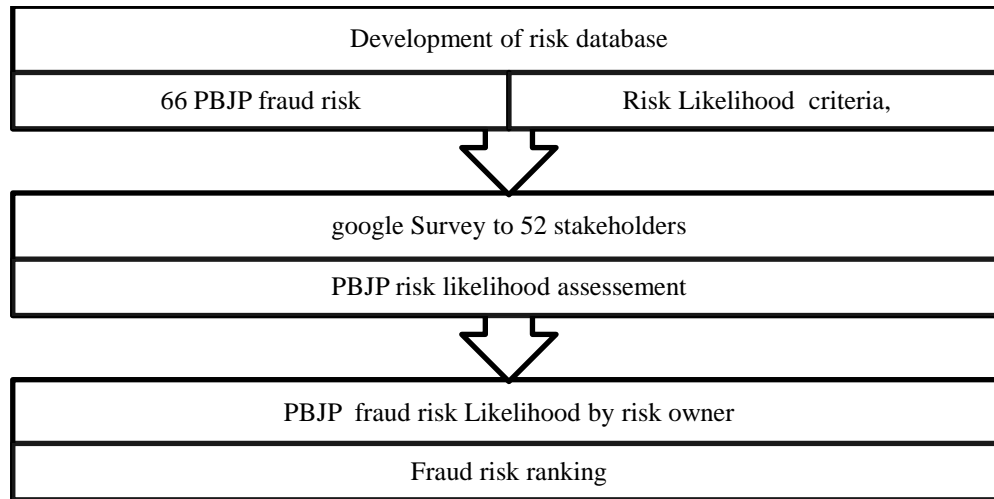 Development of risk database
66 PBJP fraud risk
Risk Likelihood criteria,
google Survey to 52 stakeholders
PBJP risk likelihood assessement
PBJP fraud risk Likelihood by risk owner
Fraud risk ranking